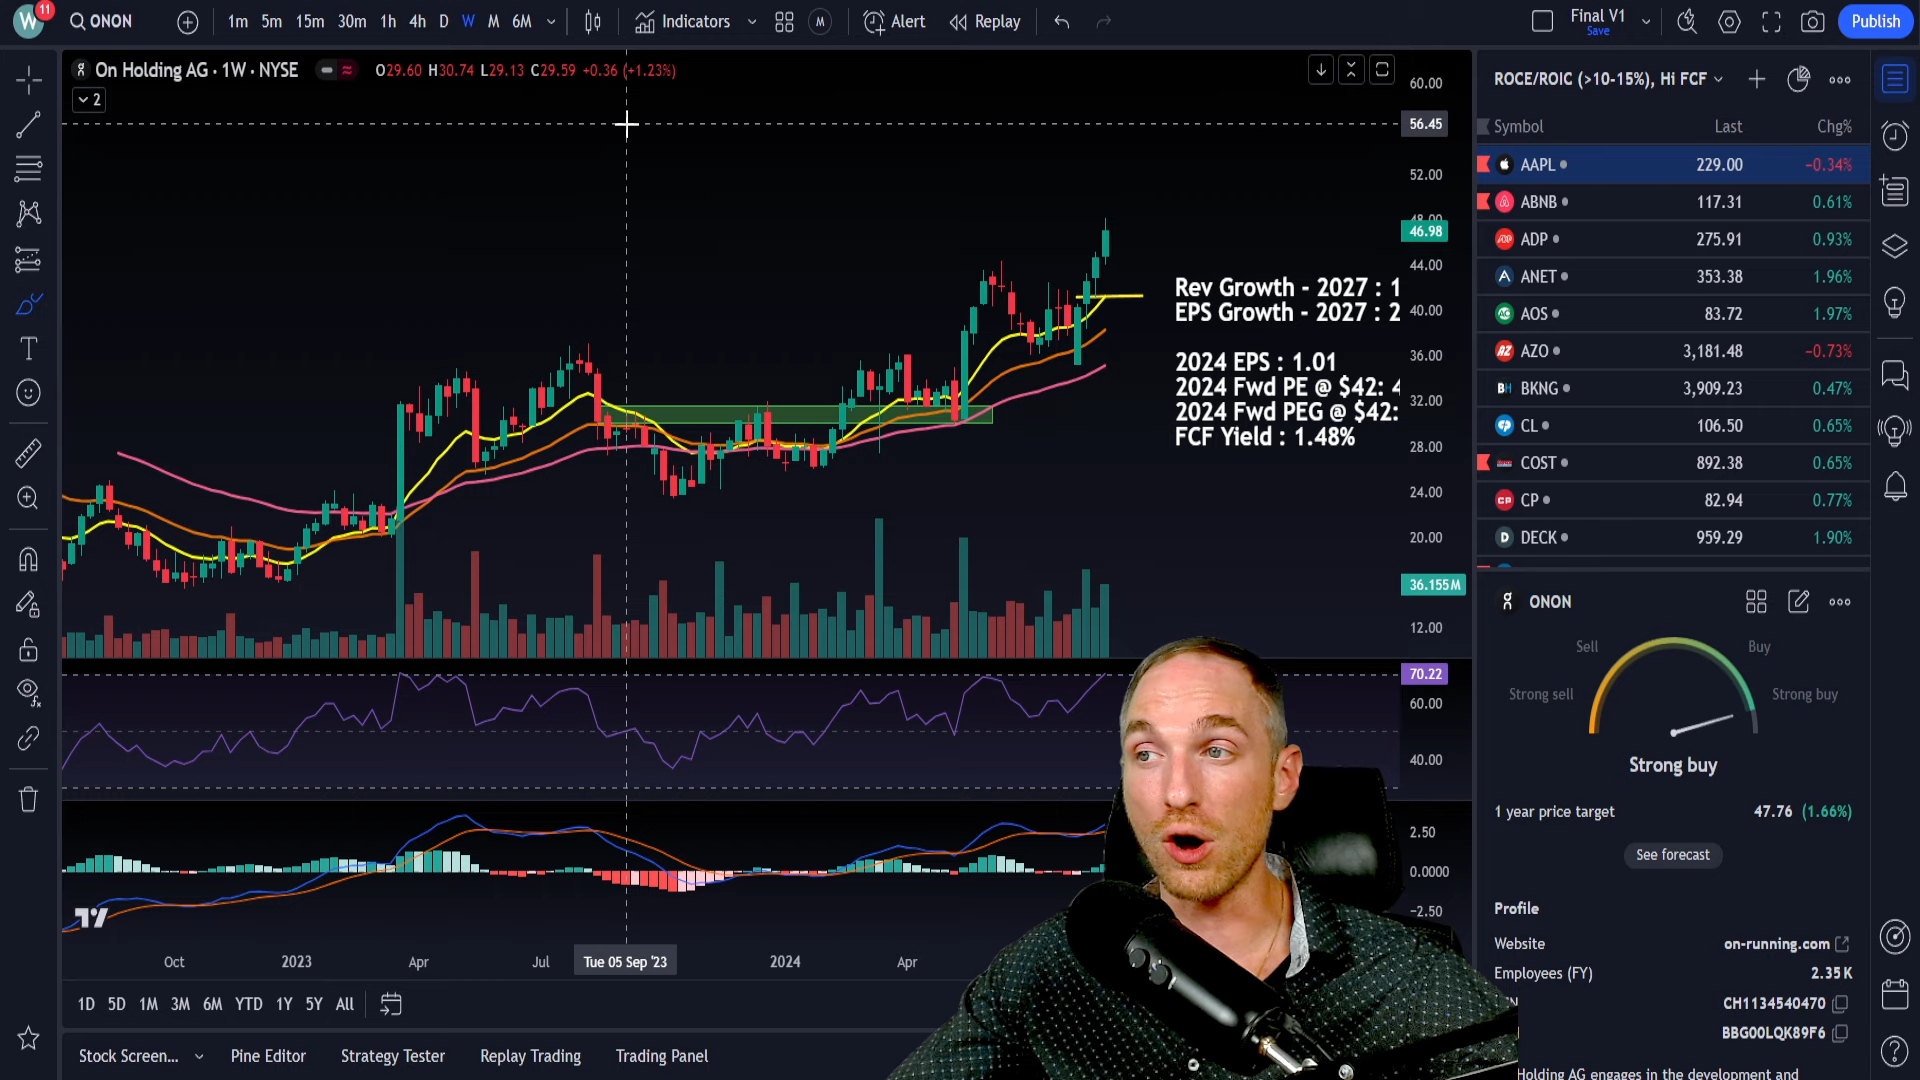 W 11 ONON 1m 5m 15m 30m 1h 4h D W M 6M Indicators M Alert Replay Final V1 Save Publish
On Holding AG · 1W · NYSE O29.60 H30.74 L29.13 C29.59 +0.36 (+1.23%)
2
60.00
56.45
52.00
48.00
46.98
44.00
40.00
36.00
32.00
28.00
24.00
20.00
36.155M
12.00
70.22
60.00
40.00
2.50
0.0000
−2.50
Rev Growth - 2027 : 1
EPS Growth - 2027 : 2
2024 EPS : 1.01
2024 Fwd PE @ $42: 4
2024 Fwd PEG @ $42:
FCF Yield : 1.48%
Oct 2023 Apr Jul Tue 05 Sep '23 2024 Apr
1D 5D 1M 3M 6M YTD 1Y 5Y All
Stock Screen... Pine Editor Strategy Tester Replay Trading Trading Panel
ROCE/ROIC (>10-15%), Hi FCF
Symbol Last Chg%
AAPL 229.00 −0.34%
ABNB 117.31 0.61%
ADP 275.91 0.93%
ANET 353.38 1.96%
AOS 83.72 1.97%
AZO 3,181.48 −0.73%
BKNG 3,909.23 0.47%
CL 106.50 0.65%
COST 892.38 0.65%
CP 82.94 0.77%
DECK 959.29 1.90%
ONON
Sell Buy
Strong sell Strong buy
Strong buy
1 year price target 47.76 (1.66%)
See forecast
Profile
Website on-running.com
Employees (FY) 2.35K
CH1134540470
BBG00LQK89F6
Holding AG engages in the development and